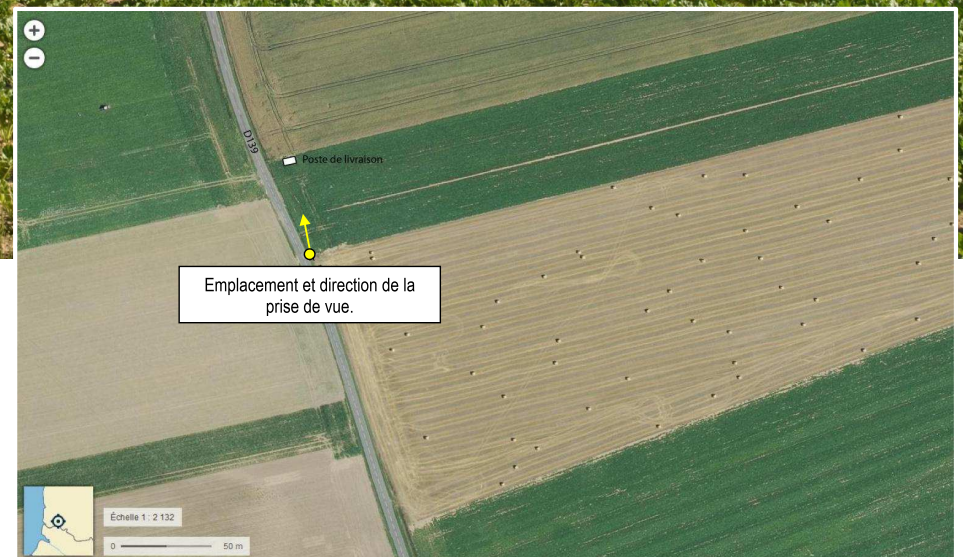 +
−
D139
Poste de livraison
Emplacement et direction de la
prise de vue.
Échelle 1 : 2 132
0 50 m